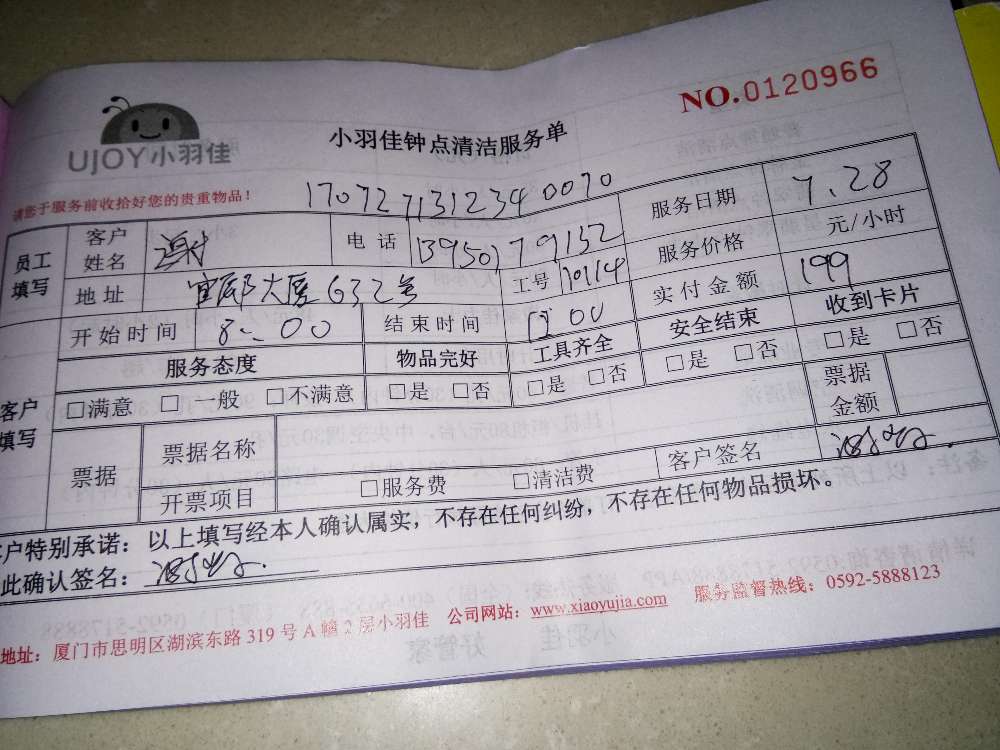 UJOY小羽佳
小羽佳钟点清洁服务单
NO.0120966
请您于服务前收拾好您的贵重物品！
170727131234 0070
服务日期 7.28
员工填写
客户姓名 谢
电话 13950179152
服务价格 元/小时
地址 大厦632号
工号 10114
实付金额 199
开始时间 8:00
结束时间 1200
安全结束
收到卡片
服务态度
物品完好
工具齐全
□是 □否
□是 □否
客户填写
□满意 □一般 □不满意
□是 □否
□是 □否
票据
票据名称
票据金额
开票项目
□服务费 □清洁费
客户签名
户特别承诺：以上填写经本人确认属实，不存在任何纠纷，不存在任何物品损坏。
此确认签名：
地址：厦门市思明区湖滨东路319号A幢2层小羽佳 公司网站：www.xiaoyujia.com 服务监督热线：0592-5888123